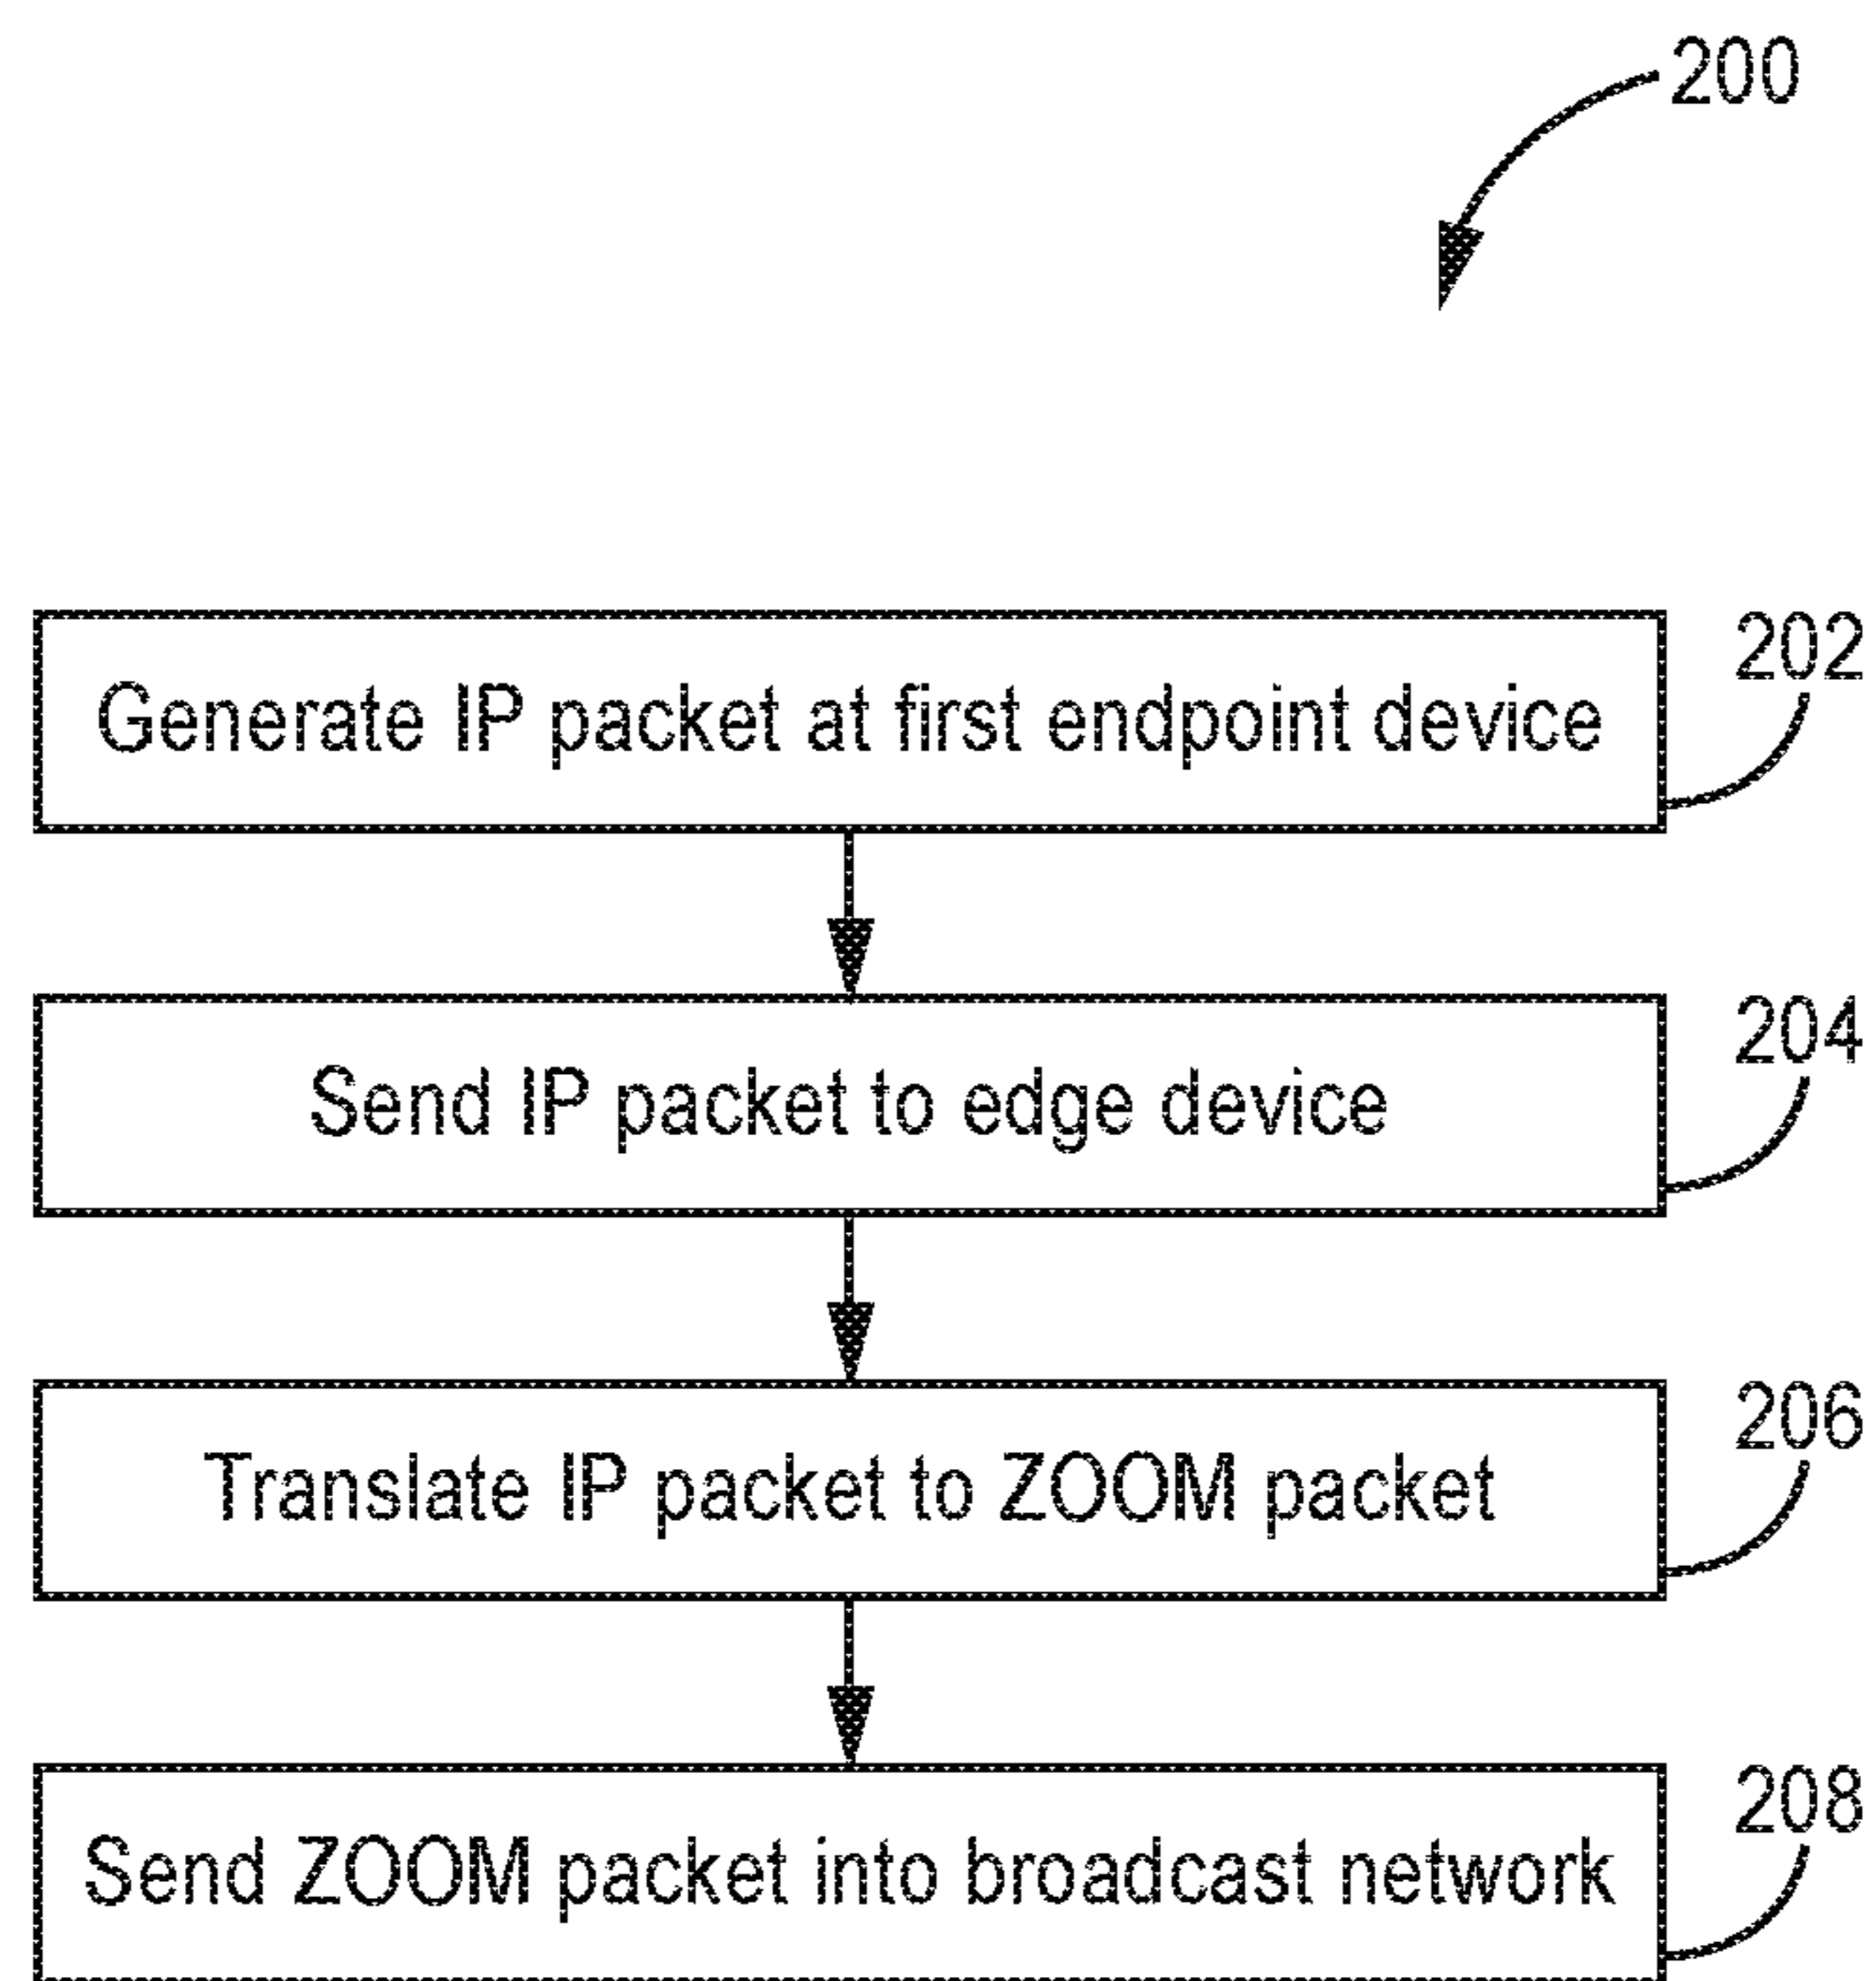 200
Generate IP packet at first endpoint device
202
Send IP packet to edge device
204
Translate IP packet to ZOOM packet
206
Send ZOOM packet into broadcast network
208